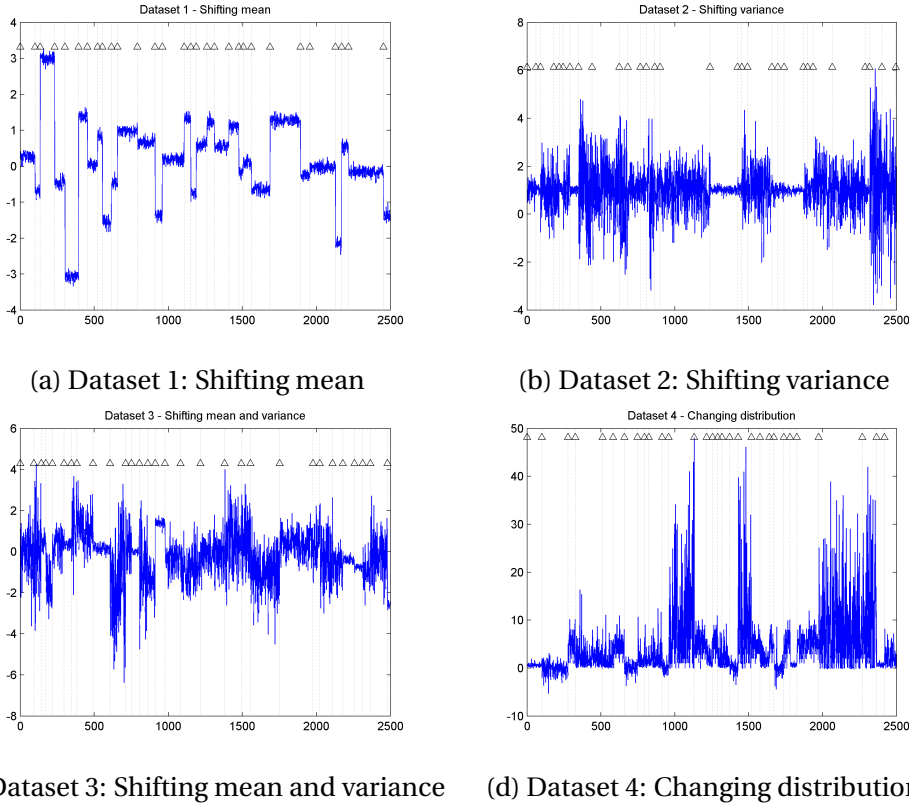 Dataset 1 - Shifting mean
4
3
2
1
0
-1
-2
-3
-4
0 500 1000 1500 2000 2500
(a) Dataset 1: Shifting mean
Dataset 2 - Shifting variance
8
6
4
2
0
-2
-4
0 500 1000 1500 2000 2500
(b) Dataset 2: Shifting variance
Dataset 3 - Shifting mean and variance
6
4
2
0
-2
-4
-6
-8
0 500 1000 1500 2000 2500
Dataset 3: Shifting mean and variance
Dataset 4 - Changing distribution
50
40
30
20
10
0
-10
0 500 1000 1500 2000 2500
(d) Dataset 4: Changing distribution